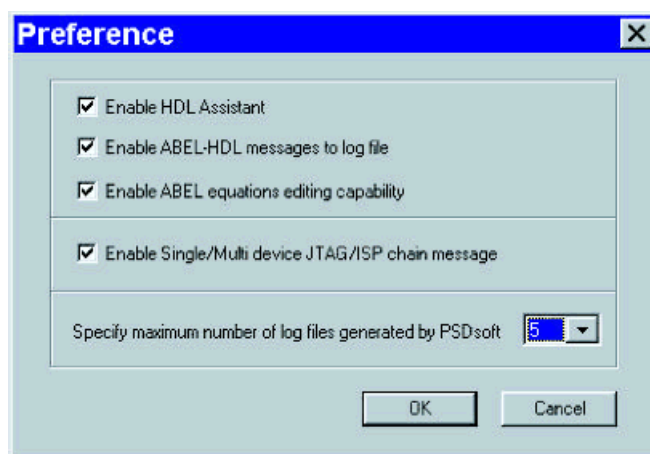 Preference
Enable HDL Assistant
Enable ABEL-HDL messages to log file
Enable ABEL equations editing capability
Enable Single/Multi device JTAG/ISP chain message
Specify maximum number of log files generated by PSDsoft 5
OK Cancel